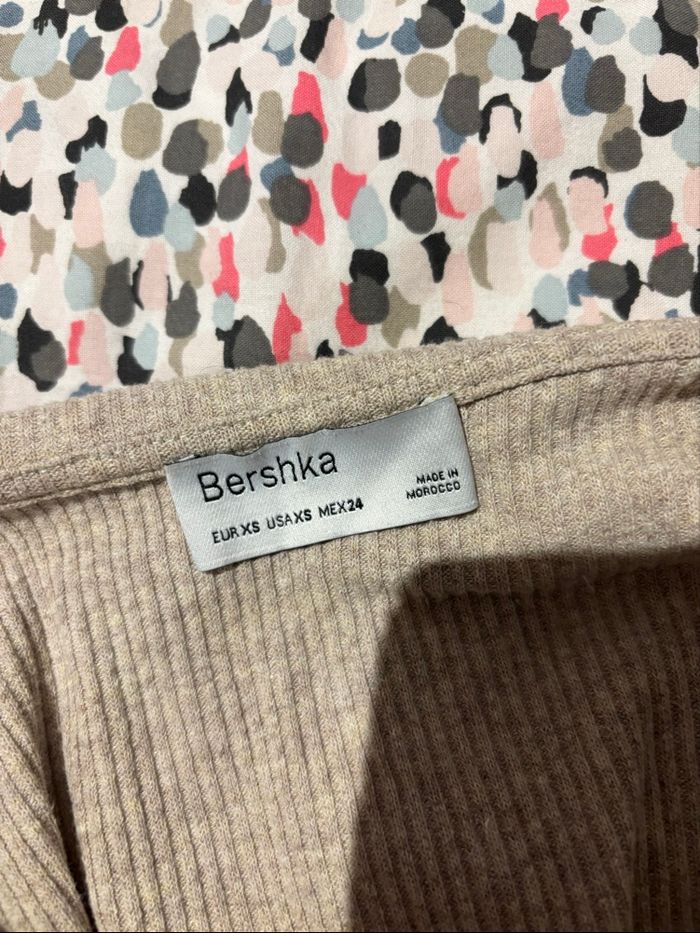 Bershka
EUR XS USA XS MEX 24
MADE IN
MOROCCO